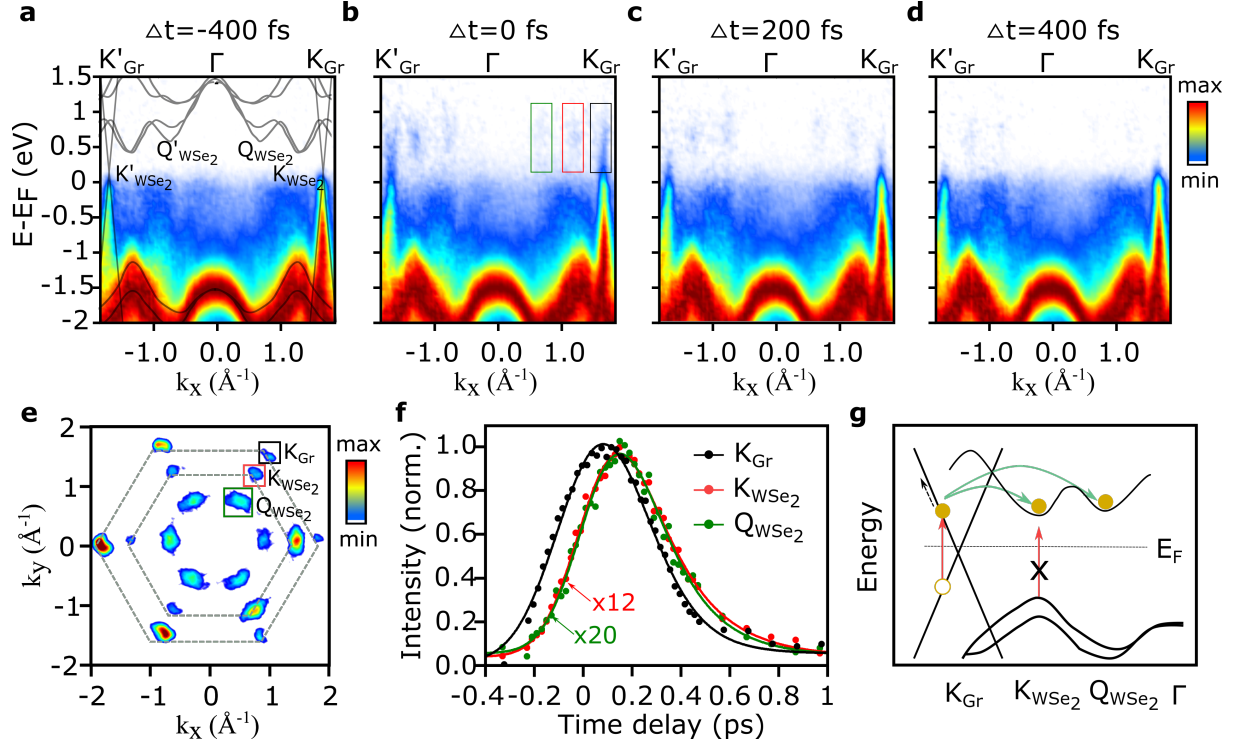 a
Δt=-400 fs
K'Gr Γ KGr
1.5
1
0.5
0
-0.5
-1
-1.5
-2
E-EF (eV)
Q'WSe2 QWSe2
K'WSe2 KWSe2
-1.0 0.0 1.0
kx (Å-1)
b
Δt=0 fs
K'Gr Γ KGr
-1.0 0.0 1.0
kx (Å-1)
c
Δt=200 fs
K'Gr Γ KGr
-1.0 0.0 1.0
kx (Å-1)
d
Δt=400 fs
K'Gr Γ KGr
-1.0 0.0 1.0
kx (Å-1)
max
min
e
2
1
0
-1
-2
ky (Å-1)
KGr
KWSe2
QWSe2
-2 -1 0 1 2
kx (Å-1)
max
min
f
1.0
0.8
0.6
0.4
0.2
0.0
Intensity (norm.)
KGr
KWSe2
QWSe2
x12
x20
-0.4 -0.2 0 0.2 0.4 0.6 0.8 1
Time delay (ps)
g
Energy
EF
X
KGr KWSe2 QWSe2 Γ